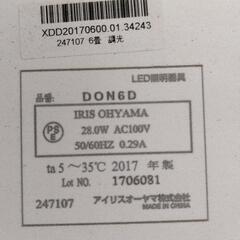 XDD20170600.01.34243
247107 6畳 調光
LED照明器具
品番 DON6D
PS
E
IRIS OHYAMA
28.0W AC100V
50/60HZ 0.29A
ta 5～35℃ 2017 年 製
Lot NO. 1706081
247107 アイリスオーヤマ株式会社
MADE IN CHINA